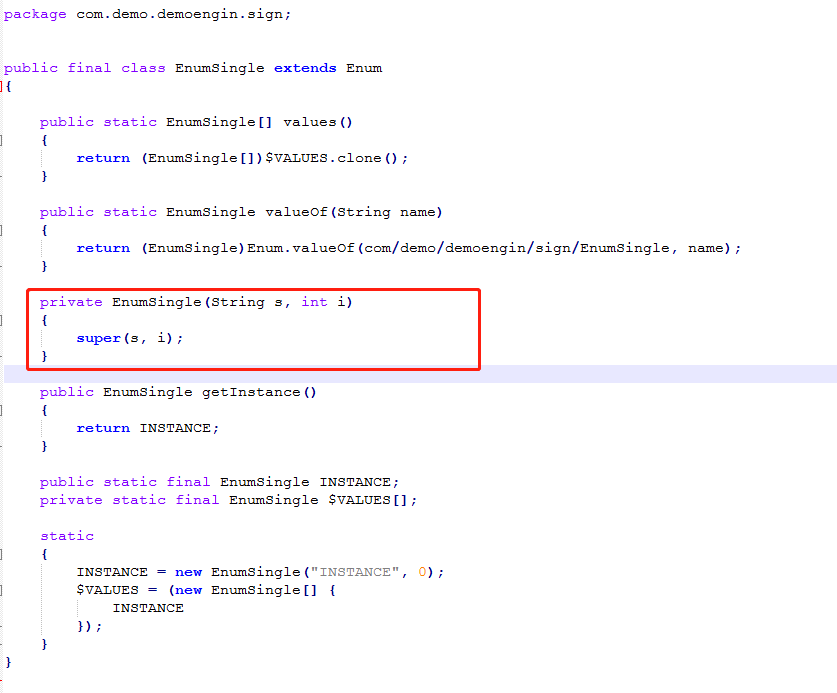 package com.demo.demoengin.sign;
public final class EnumSingle extends Enum
{
public static EnumSingle[] values()
{
return (EnumSingle[])$VALUES.clone();
}
public static EnumSingle valueOf(String name)
{
return (EnumSingle)Enum.valueOf(com/demo/demoengin/sign/EnumSingle, name);
}
private EnumSingle(String s, int i)
{
super(s, i);
}
public EnumSingle getInstance()
{
return INSTANCE;
}
public static final EnumSingle INSTANCE;
private static final EnumSingle $VALUES[];
static
{
INSTANCE = new EnumSingle("INSTANCE", 0);
$VALUES = (new EnumSingle[] {
INSTANCE
});
}
}